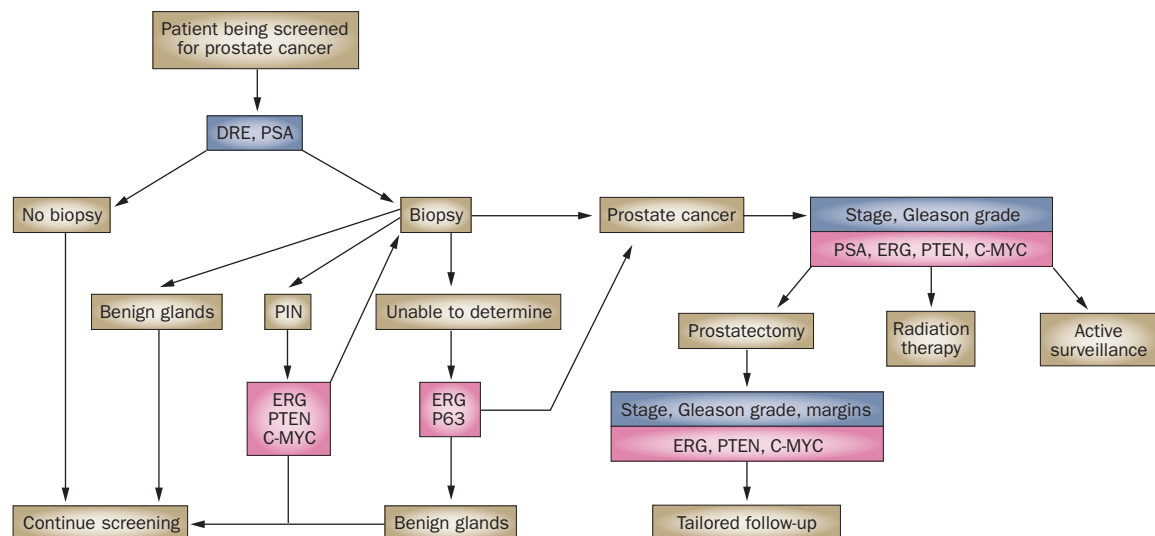 Patient being screened
for prostate cancer
DRE, PSA
No biopsy
Biopsy
Prostate cancer
Stage, Gleason grade
PSA, ERG, PTEN, C-MYC
Benign glands
PIN
Unable to determine
Prostatectomy
Radiation
therapy
Active
surveillance
ERG
PTEN
C-MYC
ERG
P63
Stage, Gleason grade, margins
ERG, PTEN, C-MYC
Continue screening
Benign glands
Tailored follow-up